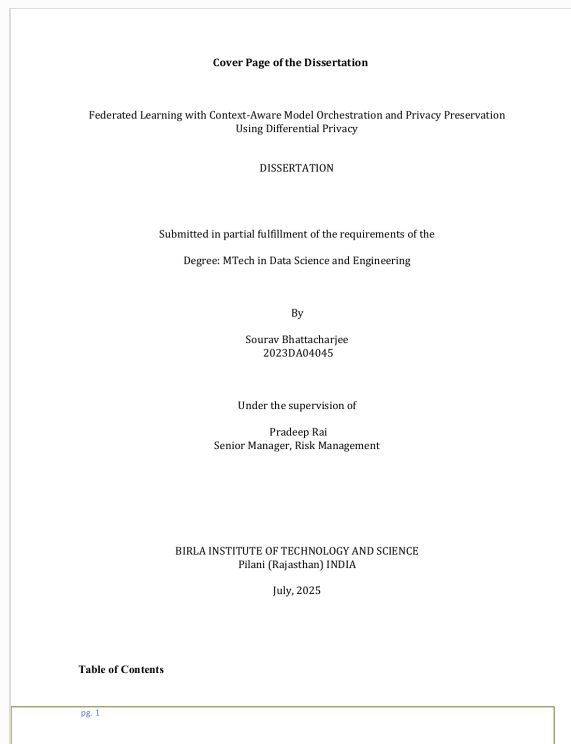 Cover Page of the Dissertation
Federated Learning with Context-Aware Model Orchestration and Privacy Preservation
Using Differential Privacy
DISSERTATION
Submitted in partial fulfillment of the requirements of the
Degree: MTech in Data Science and Engineering
By
Sourav Bhattacharjee
2023DA04045
Under the supervision of
Pradeep Rai
Senior Manager, Risk Management
BIRLA INSTITUTE OF TECHNOLOGY AND SCIENCE
Pilani (Rajasthan) INDIA
July, 2025
Table of Contents
pg. 1